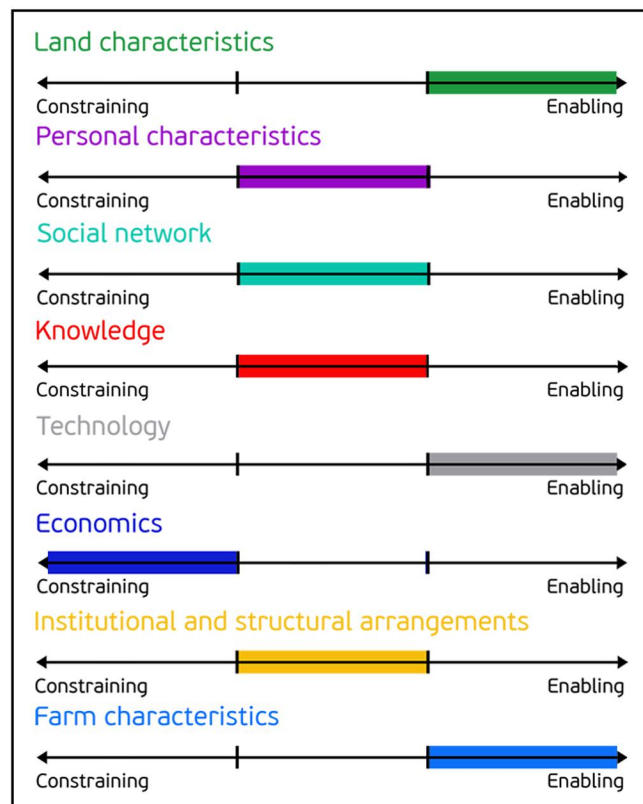 Land characteristics
Constraining Enabling
Personal characteristics
Constraining Enabling
Social network
Constraining Enabling
Knowledge
Constraining Enabling
Technology
Constraining Enabling
Economics
Constraining Enabling
Institutional and structural arrangements
Constraining Enabling
Farm characteristics
Constraining Enabling